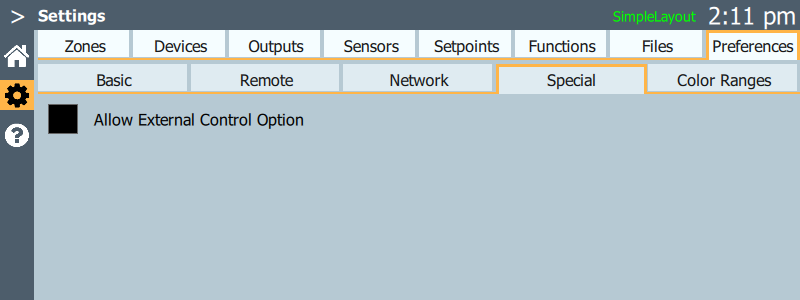 > Settings SimpleLayout 2:11 pm
Zones Devices Outputs Sensors Setpoints Functions Files Preferences
Basic Remote Network Special Color Ranges
?
Allow External Control Option